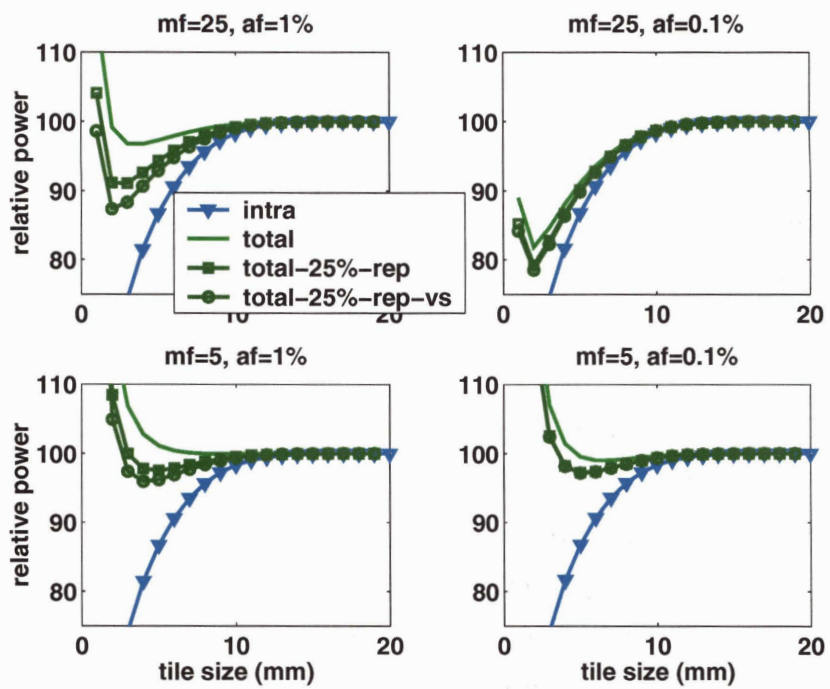 mf=25, af=1%
mf=25, af=0.1%
110
100
90
80
0
10
20
relative power
intra
total
total-25%-rep
total-25%-rep-vs
110
100
90
80
0
10
20
mf=5, af=1%
mf=5, af=0.1%
110
100
90
80
0
10
20
relative power
tile size (mm)
110
100
90
80
0
10
20
tile size (mm)